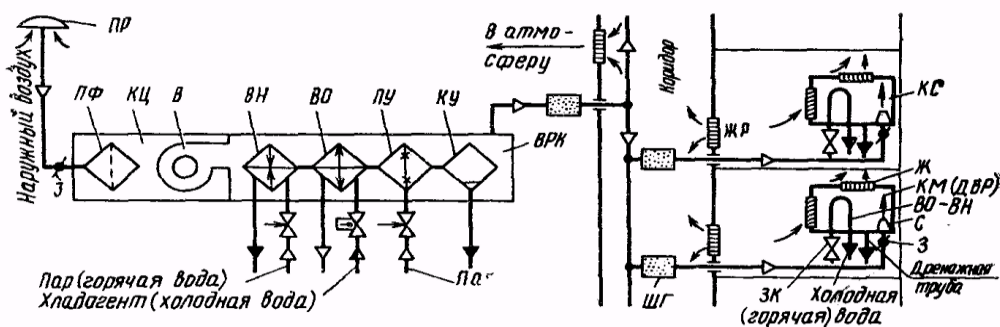 ПР
В атмо-
сферу
Коридор
Наружный воздух
ПФ
КЦ
В
ВН
ВО
ПУ
КУ
ВРК
ЖР
КС
З
Ж
КМ (ДВР)
ВО-ВН
С
З
Пар (горячая вода)
Хладагент (холодная вода)
Па
ШГ
ЗК
Холодная
(горячая) вода
Дренажная
труба